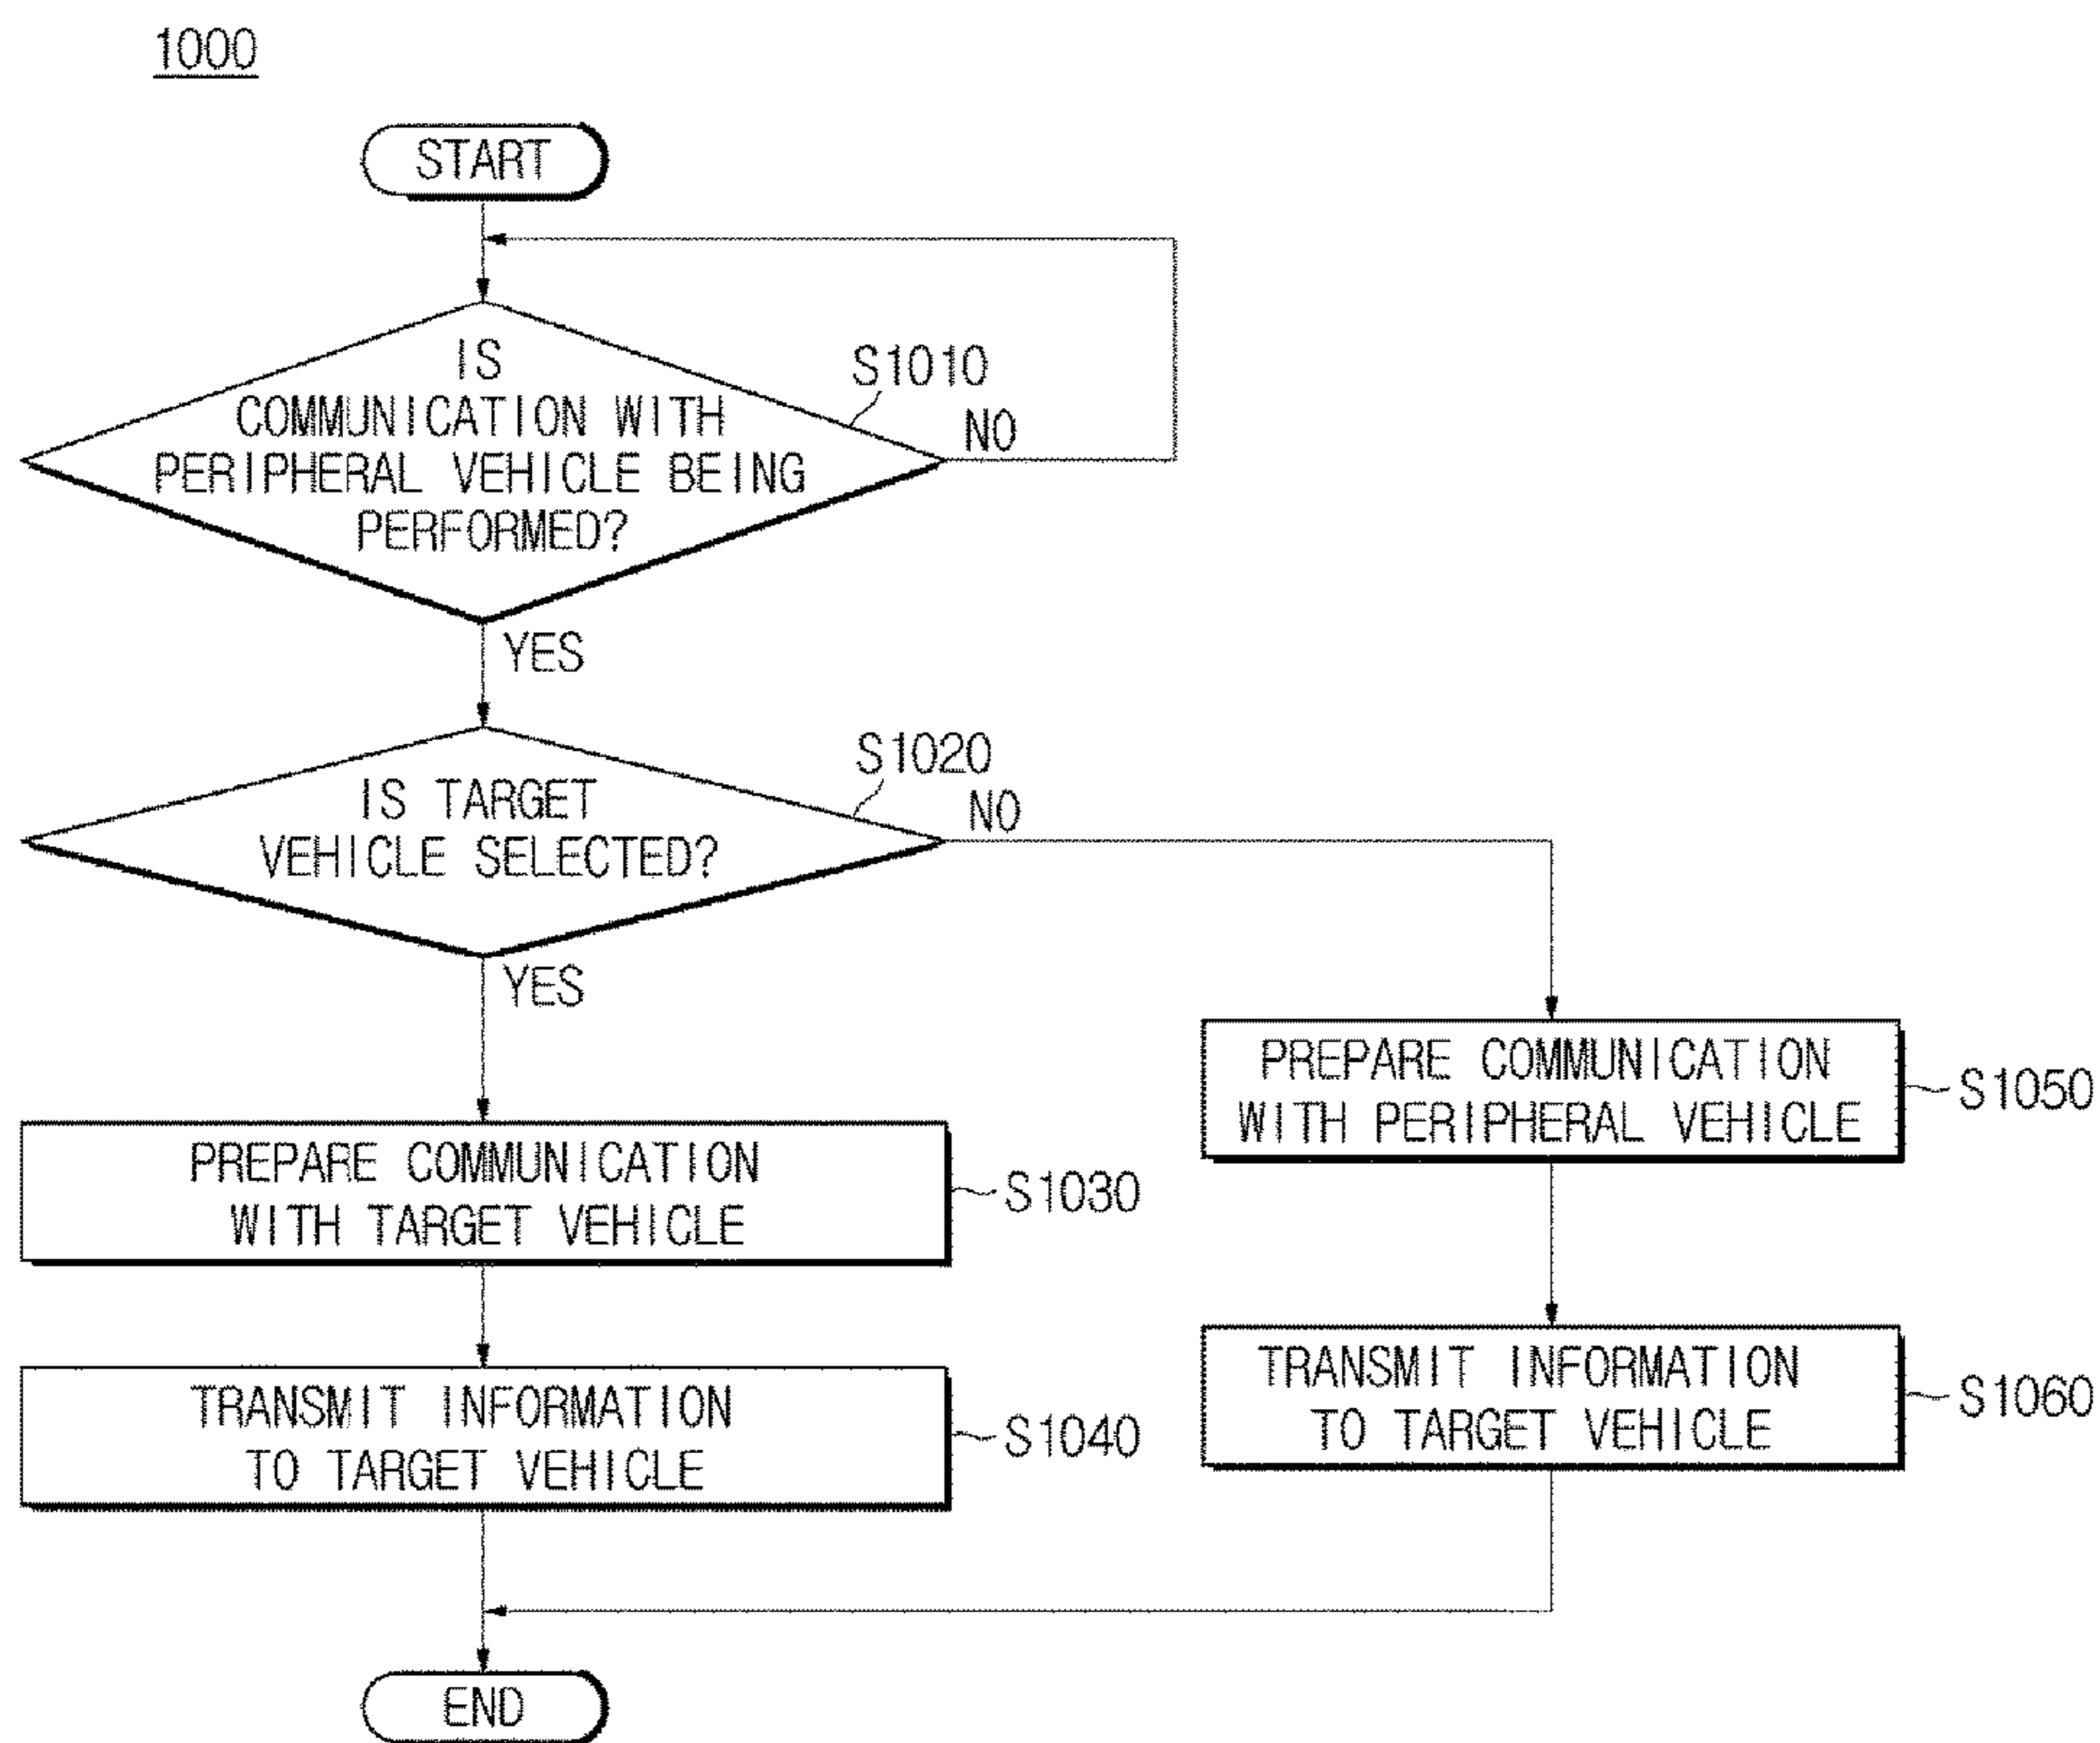 1000
START
IS
COMMUNICATION WITH
PERIPHERAL VEHICLE BEING
PERFORMED?
S1010
NO
YES
IS TARGET
VEHICLE SELECTED?
S1020
NO
YES
PREPARE COMMUNICATION
WITH TARGET VEHICLE
S1030
TRANSMIT INFORMATION
TO TARGET VEHICLE
S1040
PREPARE COMMUNICATION
WITH PERIPHERAL VEHICLE
S1050
TRANSMIT INFORMATION
TO TARGET VEHICLE
S1060
END